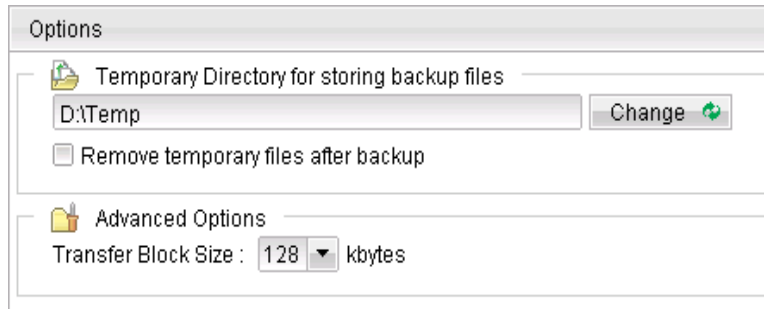 Options
Temporary Directory for storing backup files
D:\Temp
Change
Remove temporary files after backup
Advanced Options
Transfer Block Size : 128 kbytes